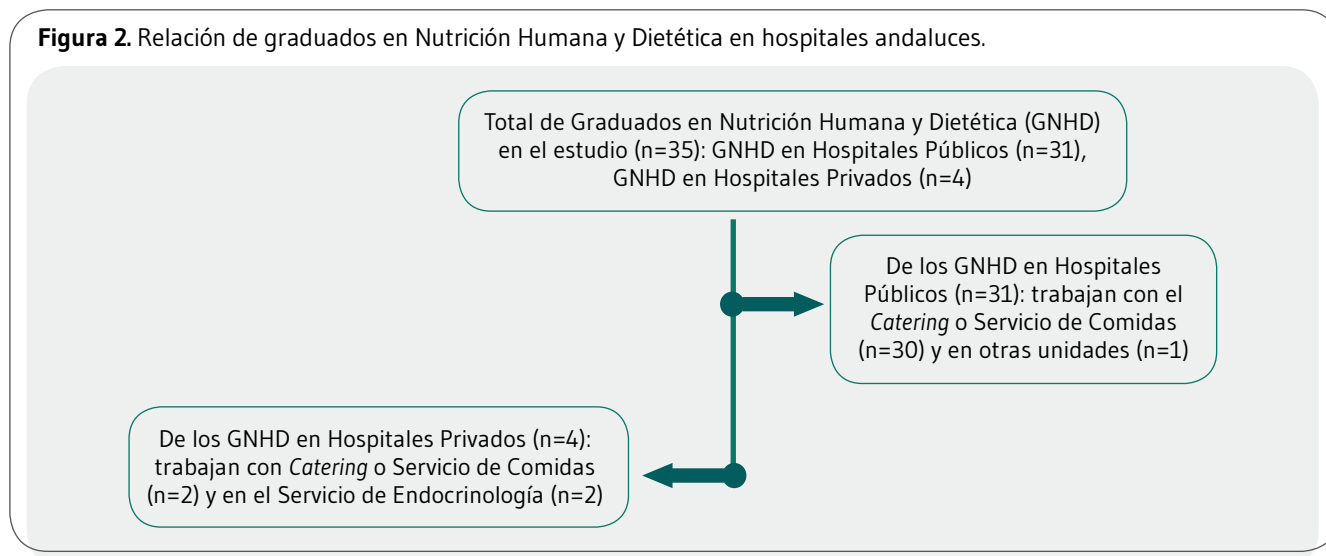 Figura 2. Relación de graduados en Nutrición Humana y Dietética en hospitales andaluces.
Total de Graduados en Nutrición Humana y Dietética (GNHD)
en el estudio (n=35): GNHD en Hospitales Públicos (n=31),
GNHD en Hospitales Privados (n=4)
De los GNHD en Hospitales
Públicos (n=31): trabajan con el
Catering o Servicio de Comidas
(n=30) y en otras unidades (n=1)
De los GNHD en Hospitales Privados (n=4):
trabajan con Catering o Servicio de Comidas
(n=2) y en el Servicio de Endocrinología (n=2)